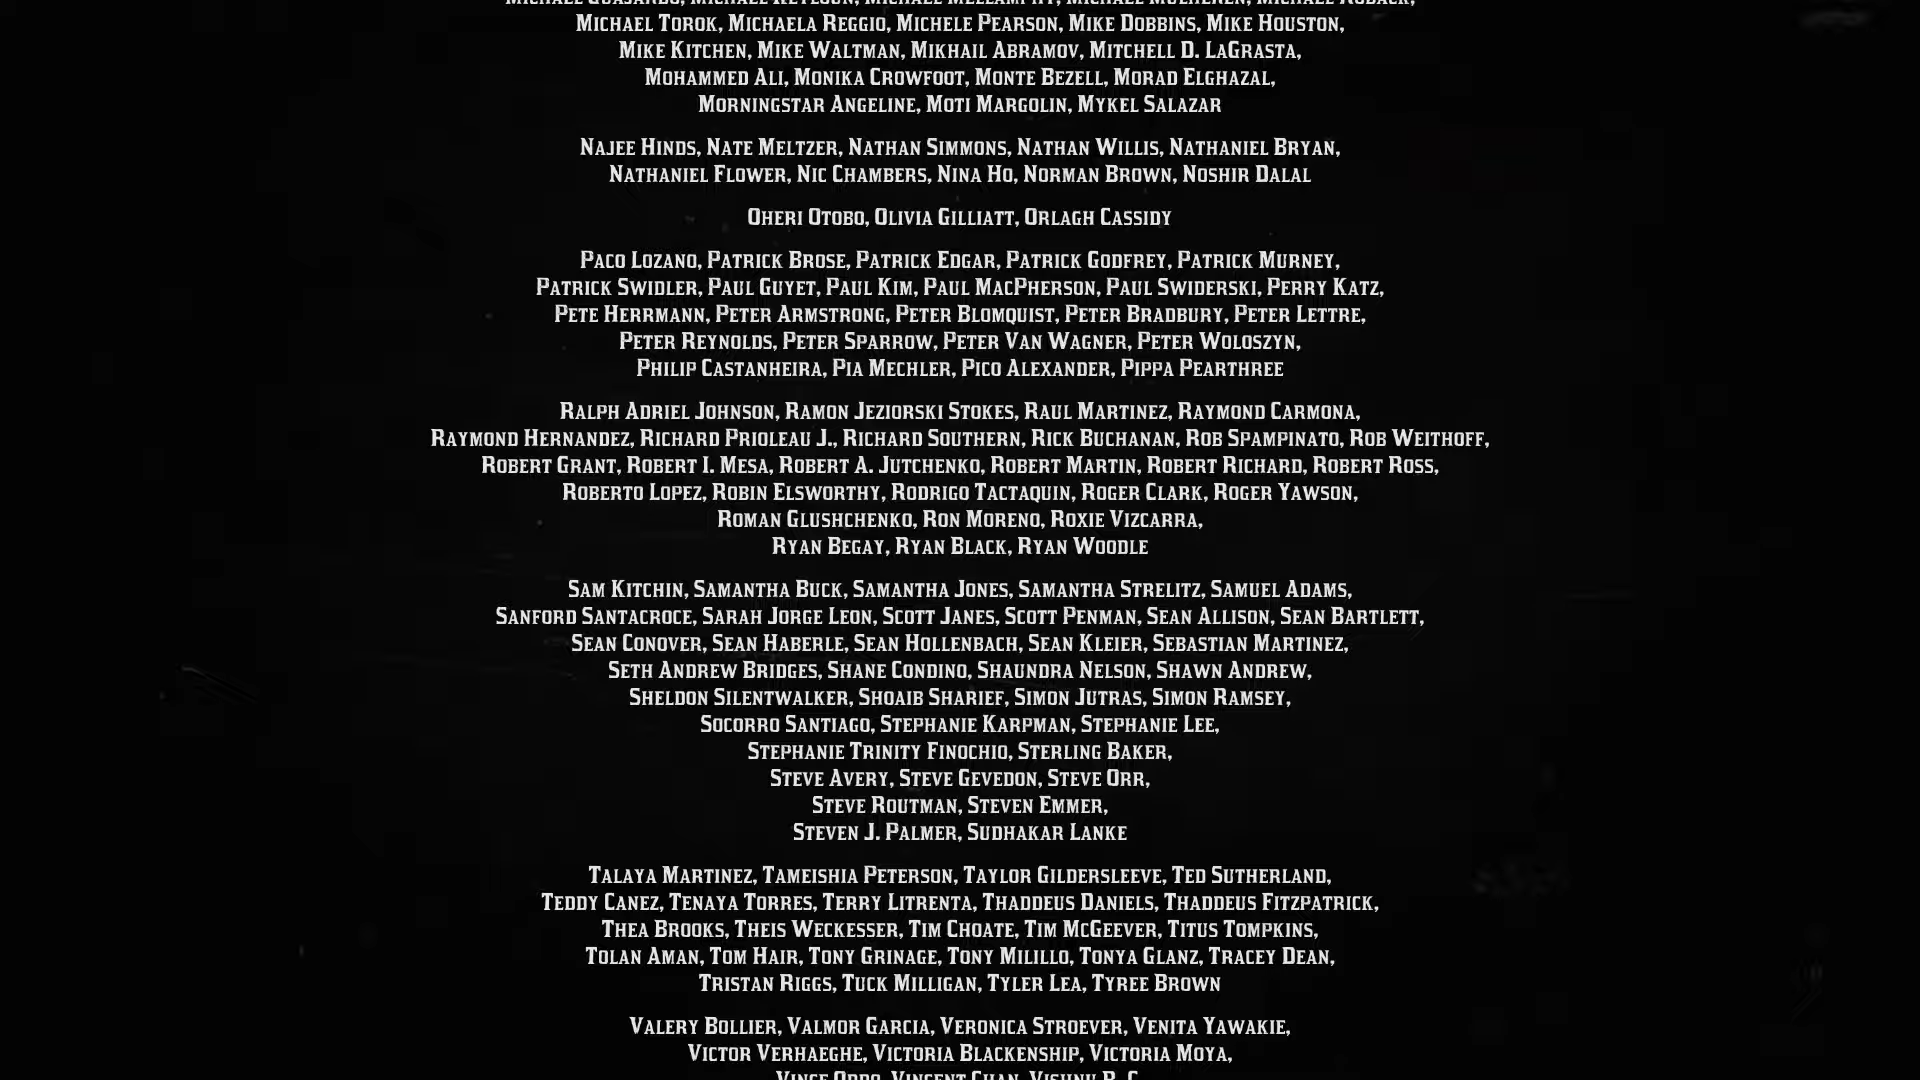 Michael Torok, Michaela Reggio, Michele Pearson, Mike Dobbins, Mike Houston,
Mike Kitchen, Mike Waltman, Mikhail Abramov, Mitchell D. LaGrasta,
Mohammed Ali, Monika Crowfoot, Monte Bezell, Morad Elghazal,
Morningstar Angeline, Moti Margolin, Mykel Salazar
Najee Hinds, Nate Meltzer, Nathan Simmons, Nathan Willis, Nathaniel Bryan,
Nathaniel Flower, Nic Chambers, Nina Ho, Norman Brown, Noshir Dalal
Oheri Otobo, Olivia Gilliatt, Orlagh Cassidy
Paco Lozano, Patrick Brose, Patrick Edgar, Patrick Godfrey, Patrick Murney,
Patrick Swidler, Paul Guyet, Paul Kim, Paul MacPherson, Paul Swiderski, Perry Katz,
Pete Herrmann, Peter Armstrong, Peter Blomquist, Peter Bradbury, Peter Lettre,
Peter Reynolds, Peter Sparrow, Peter Van Wagner, Peter Woloszyn,
Philip Castanheira, Pia Mechler, Pico Alexander, Pippa Pearthree
Ralph Adriel Johnson, Ramon Jeziorski Stokes, Raul Martinez, Raymond Carmona,
Raymond Hernandez, Richard Prioleau J., Richard Southern, Rick Buchanan, Rob Spampinato, Rob Weithoff,
Robert Grant, Robert I. Mesa, Robert A. Jutchenko, Robert Martin, Robert Richard, Robert Ross,
Roberto Lopez, Robin Elsworthy, Rodrigo Tactaquin, Roger Clark, Roger Yawson,
Roman Glushchenko, Ron Moreno, Roxie Vizcarra,
Ryan Begay, Ryan Black, Ryan Woodle
Sam Kitchin, Samantha Buck, Samantha Jones, Samantha Strelitz, Samuel Adams,
Sanford Santacroce, Sarah Jorge Leon, Scott Janes, Scott Penman, Sean Allison, Sean Bartlett,
Sean Conover, Sean Haberle, Sean Hollenbach, Sean Kleier, Sebastian Martinez,
Seth Andrew Bridges, Shane Condino, Shaundra Nelson, Shawn Andrew,
Sheldon Silentwalker, Shoaib Sharief, Simon Jutras, Simon Ramsey,
Socorro Santiago, Stephanie Karpman, Stephanie Lee,
Stephanie Trinity Finochio, Sterling Baker,
Steve Avery, Steve Gevedon, Steve Orr,
Steve Routman, Steven Emmer,
Steven J. Palmer, Sudhakar Lanke
Talaya Martinez, Tameishia Peterson, Taylor Gildersleeve, Ted Sutherland,
Teddy Canez, Tenaya Torres, Terry Litrenta, Thaddeus Daniels, Thaddeus Fitzpatrick,
Thea Brooks, Theis Weckesser, Tim Choate, Tim McGeever, Titus Tompkins,
Tolan Aman, Tom Hair, Tony Grinage, Tony Milillo, Tonya Glanz, Tracey Dean,
Tristan Riggs, Tuck Milligan, Tyler Lea, Tyree Brown
Valery Bollier, Valmor Garcia, Veronica Stroever, Venita Yawakie,
Victor Verhaeghe, Victoria Blackenship, Victoria Moya,